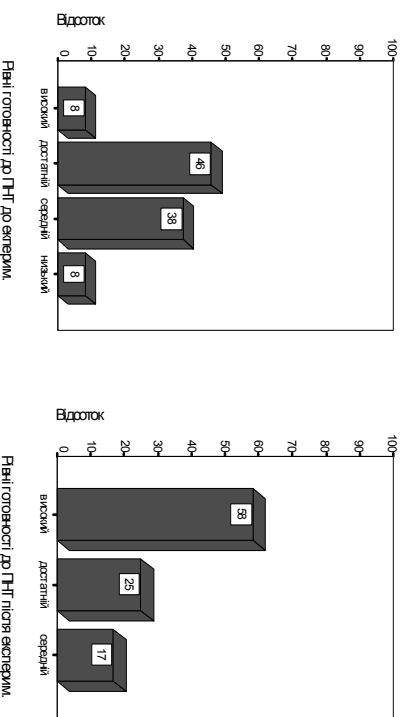 Відсоток
100
90
80
70
60
50
40
30
20
10
0
8
46
38
8
високий
достатній
середній
низький
Рівні готовності до ПНТ до екперим.
Відсоток
100
90
80
70
60
50
40
30
20
10
0
58
25
17
високий
достатній
середній
Рівні готовності до ПНТ після експерим.